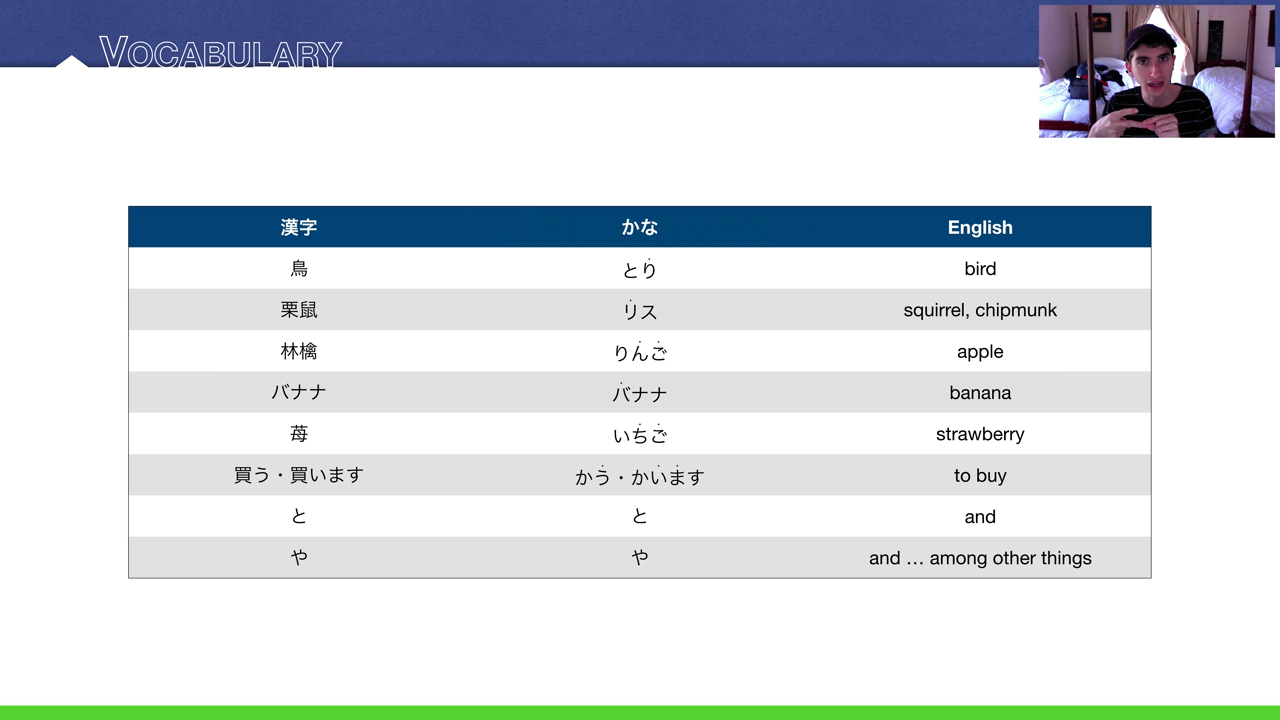 VOCABULARY
漢字 かな English
鳥 とり bird
栗鼠 リス squirrel, chipmunk
林檎 りんご apple
バナナ バナナ banana
苺 いちご strawberry
買う・買います かう・かいます to buy
と と and
や や and … among other things